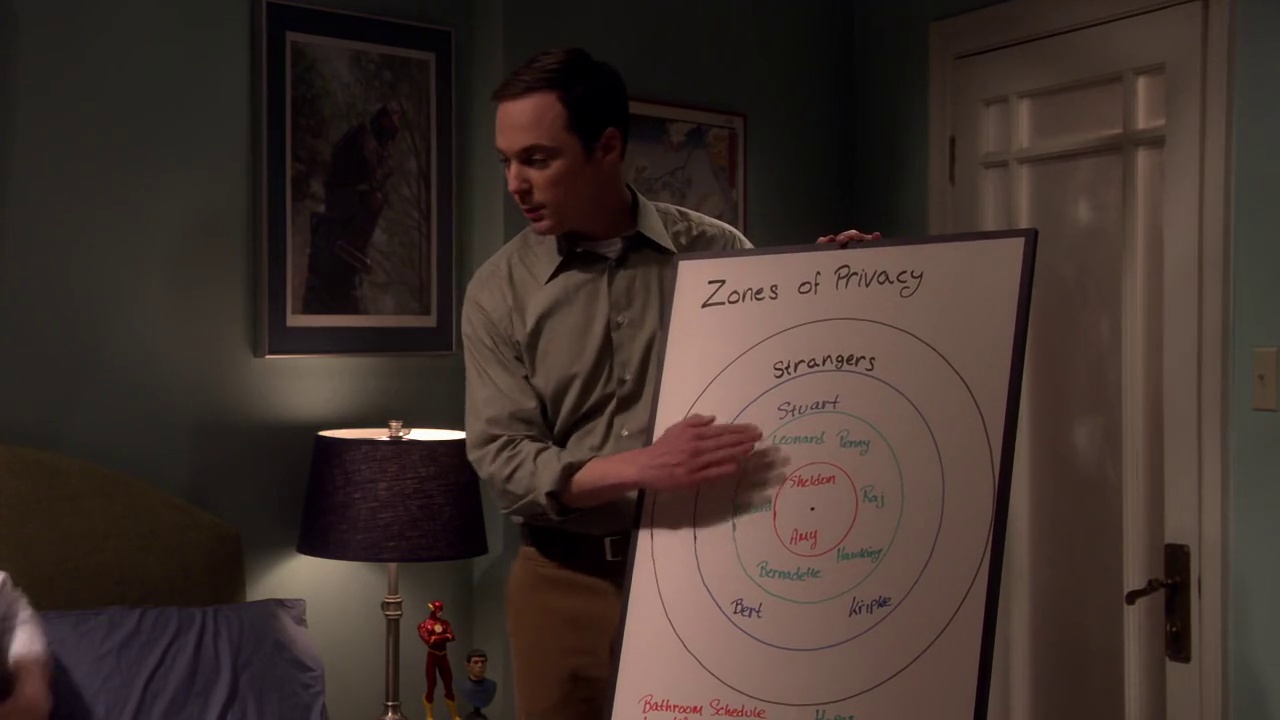 Zones of Privacy
Strangers
Stuart
Leonard Penny
Sheldon
Raj
Amy
Hawking
Bernadette
Bert Kripke
Bathroom Schedule